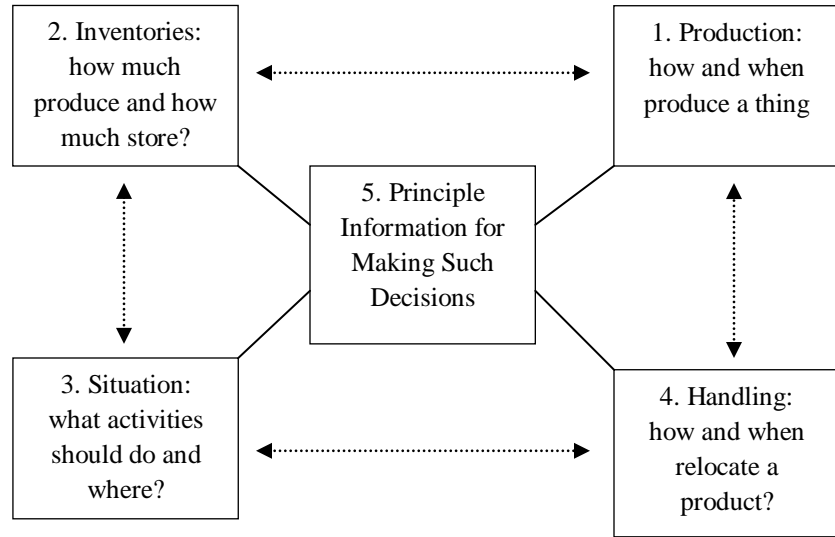 2. Inventories:
how much
produce and how
much store?
1. Production:
how and when
produce a thing
5. Principle
Information for
Making Such
Decisions
3. Situation:
what activities
should do and
where?
4. Handling:
how and when
relocate a
product?